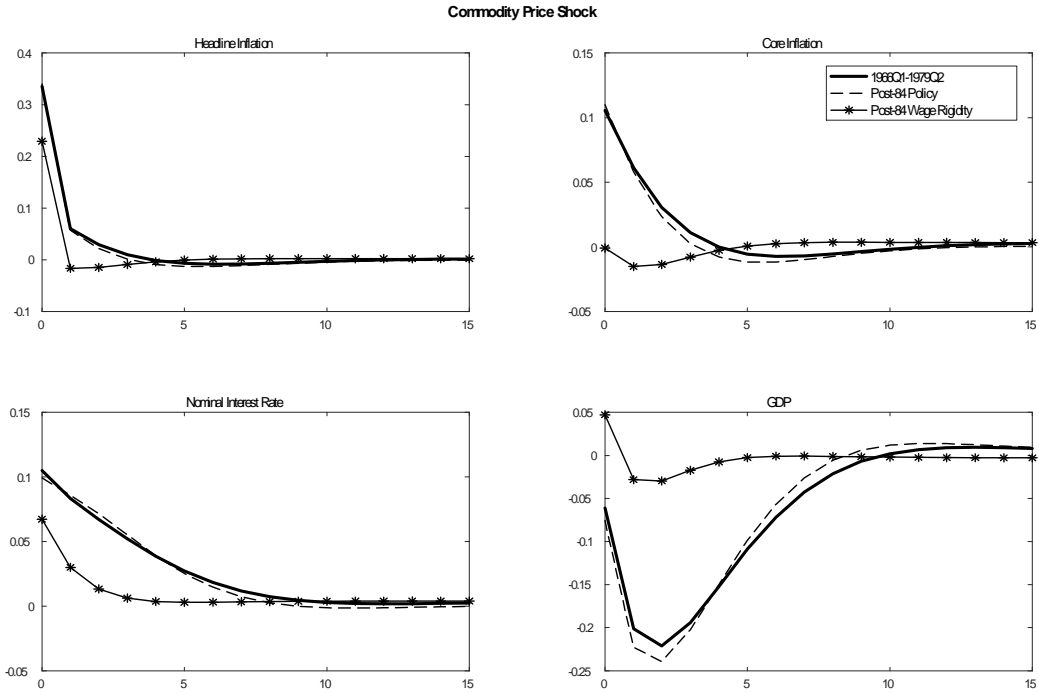 Commodity Price Shock
Headline Inflation
0.4
0.3
0.2
0.1
0
-0.1
0 5 10 15
Core Inflation
0.15
0.1
0.05
0
-0.05
0 5 10 15
1966Q1-1979Q2
Post-84 Policy
Post-84 Wage Rigidity
Nominal Interest Rate
0.15
0.1
0.05
0
-0.05
0 5 10 15
GDP
0.05
0
-0.05
-0.1
-0.15
-0.2
-0.25
0 5 10 15